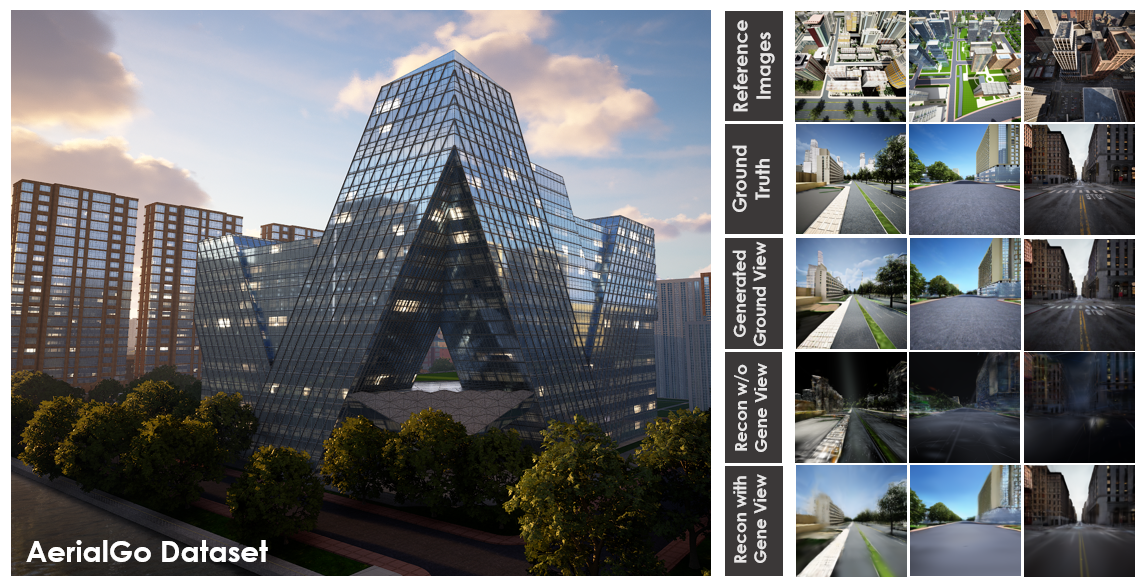 AerialGo Dataset
Reference
Images
Ground
Truth
Generated
Ground View
Recon w/o
Gene View
Recon with
Gene View